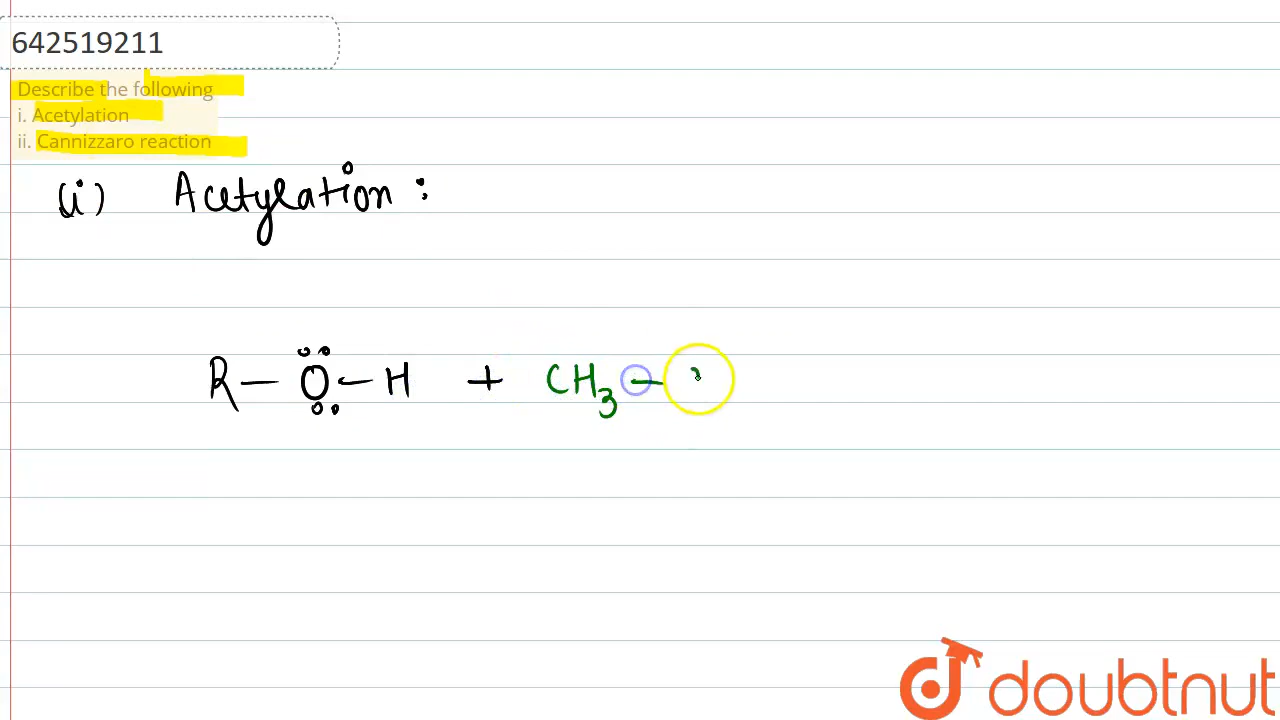 642519211
Describe the following
i. Acetylation
ii. Cannizzaro reaction
(i) Acetylation :
R — O — H + CH3 —
doubtnut